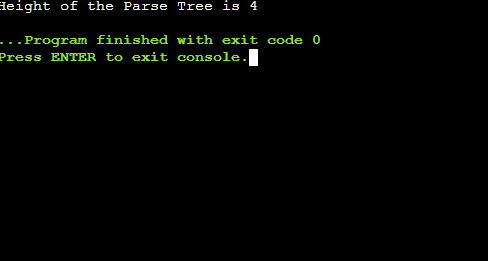 Height of the Parse Tree is 4
...Program finished with exit code 0
Press ENTER to exit console.